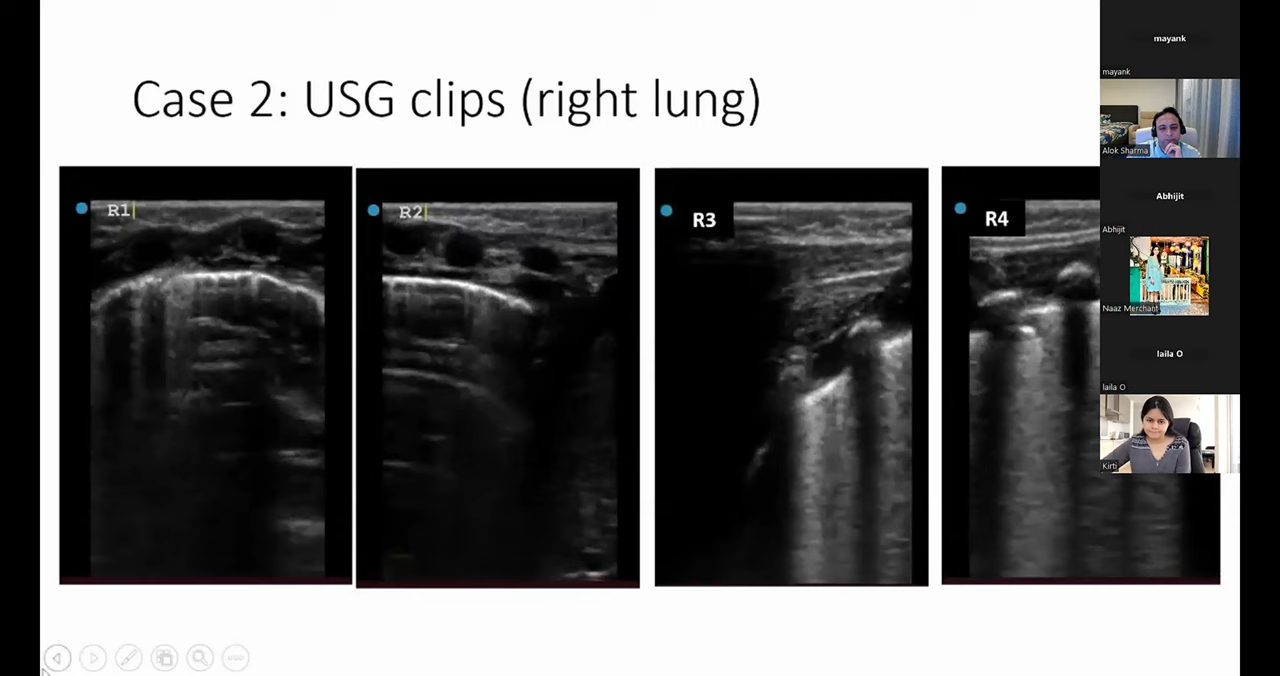 Case 2: USG clips (right lung)
R1
R2
R3
R4
mayank
mayank
Alok Sharma
Abhijit
Abhijit
Naaz Merchant
laila O
laila O
Kirti